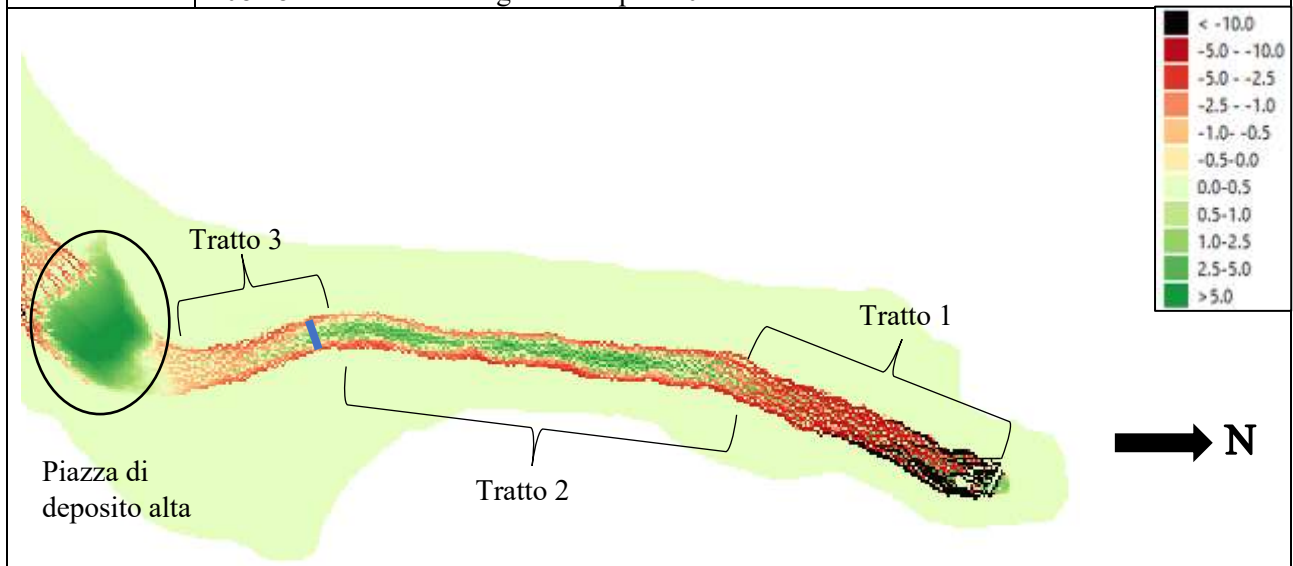 < -10.0
-5.0 - -10.0
-5.0 - -2.5
-2.5 - -1.0
-1.0- -0.5
-0.5-0.0
0.0-0.5
0.5-1.0
1.0-2.5
2.5-5.0
>5.0
Tratto 3
Tratto 1
N
Piazza di
deposito alta
Tratto 2